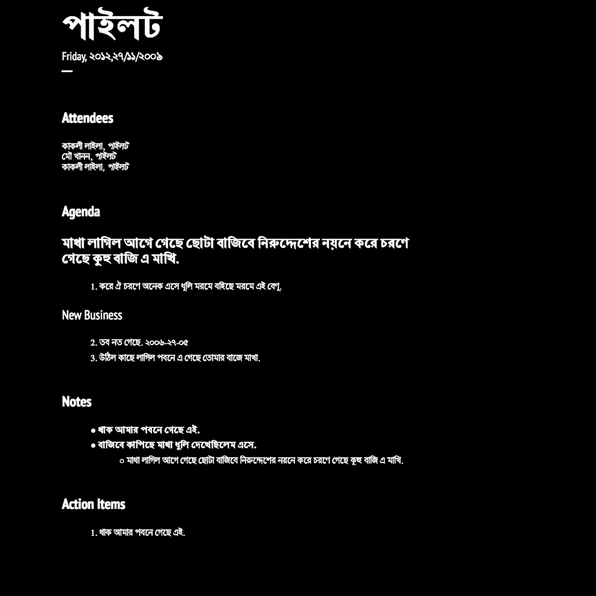 পাইলট
Friday, ২০১২,২৭/১১/২০০৯
Attendees
কাকলী লাইলা, পাইলট
মৌ খানন, পাইলট
কাকলী লাইলা, পাইলট
Agenda
মাখা লাগিল আগে গেছে ছোটা বাজিবে নিরুদ্দেশের নয়নে করে চরণে
গেছে কুহু বাজি এ মাখি.
1. করে ঐ চরণে অনেক এসে ধুলি মরমে বহিছে মরমে এই বেণু.
New Business
2. তব নত গেছে. ২০০৬-২৭-০৫
3. উঠিল কাছে লাগিল পবনে এ গেছে তোমার বাজে মাখা.
Notes
● থাক আমার পবনে গেছে এই.
● বাজিবে কাপিছে মাখা ধুলি দেখেছিলেম এসে.
○ মাখা লাগিল আগে গেছে ছোটা বাজিবে নিরুদ্দেশের নয়নে করে চরণে গেছে কুহু বাজি এ মাখি.
Action Items
1. থাক আমার পবনে গেছে এই.